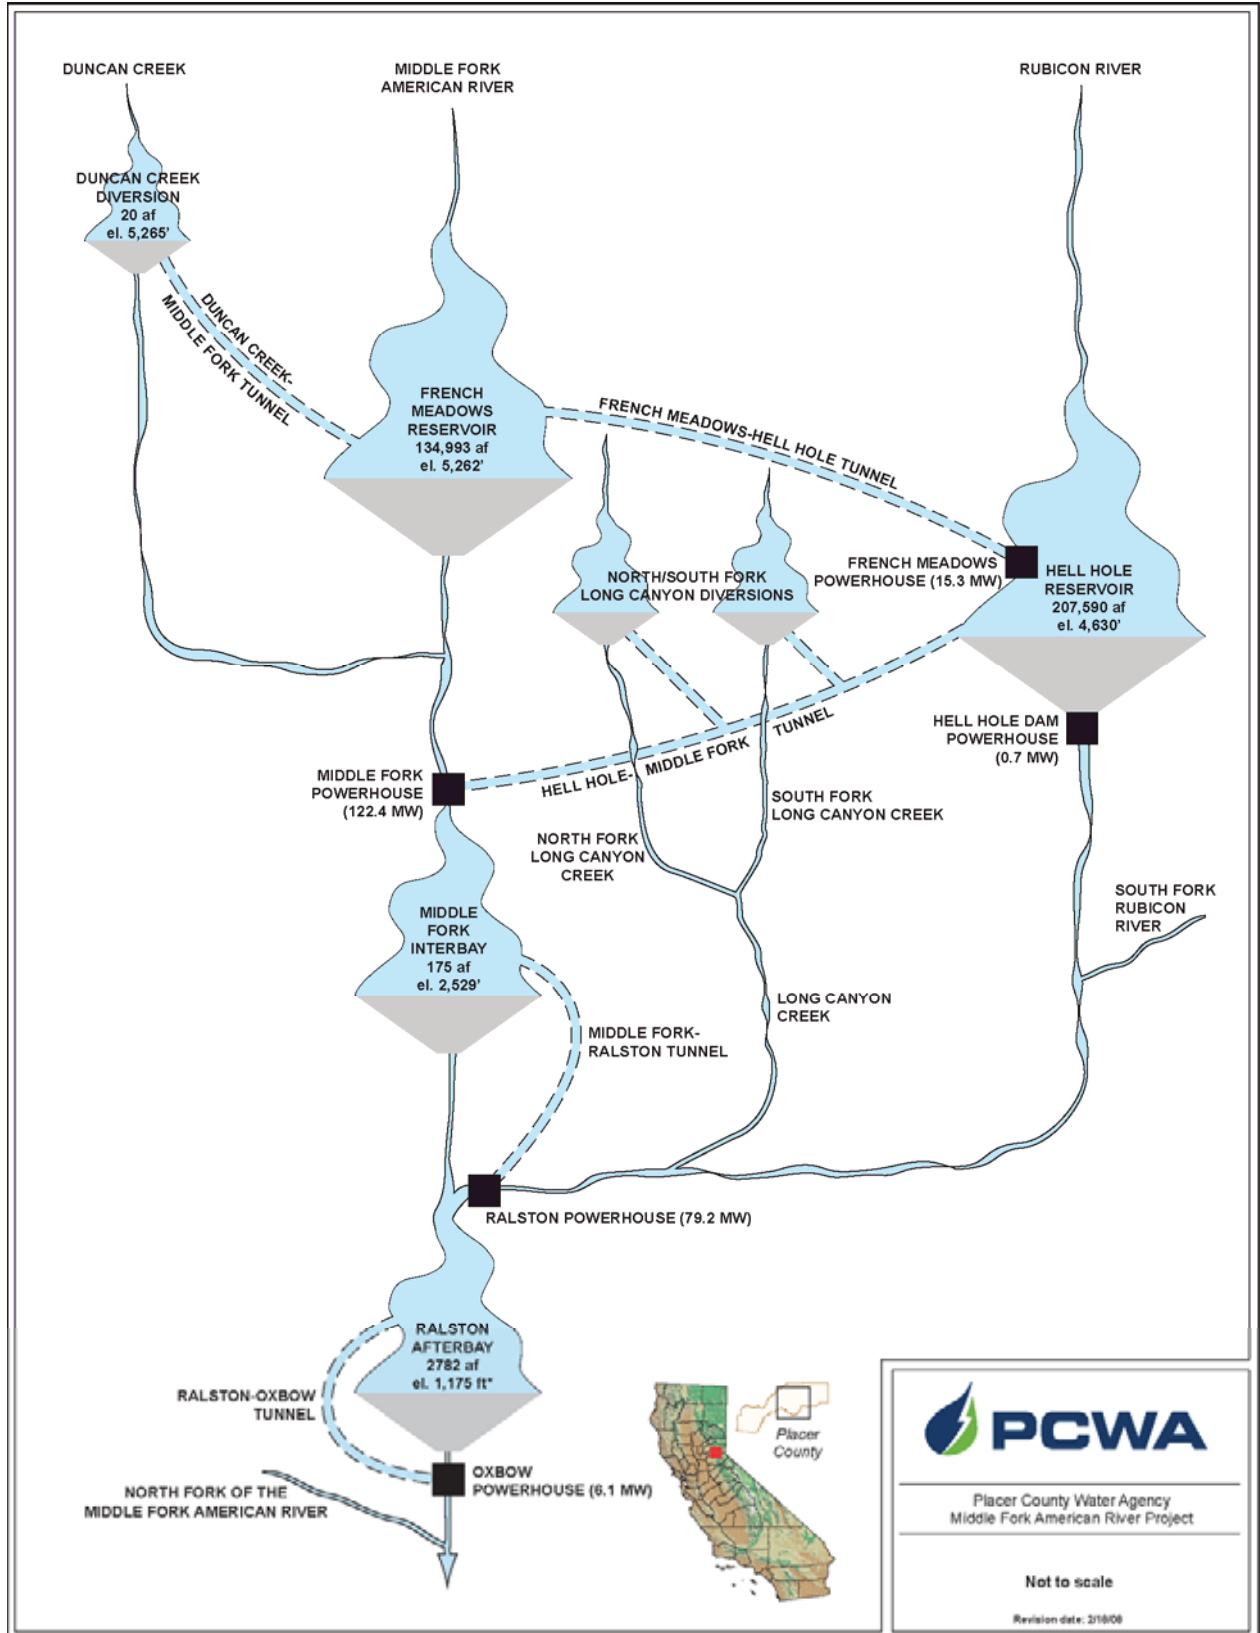 DUNCAN CREEK
MIDDLE FORK
AMERICAN RIVER
RUBICON RIVER
DUNCAN CREEK
DIVERSION
20 af
el. 5,265'
DUNCAN CREEK-
MIDDLE FORK TUNNEL
FRENCH
MEADOWS
RESERVOIR
134,993 af
el. 5,262'
FRENCH MEADOWS-HELL HOLE TUNNEL
NORTH/SOUTH FORK
LONG CANYON DIVERSIONS
FRENCH MEADOWS
POWERHOUSE (15.3 MW)
HELL HOLE
RESERVOIR
207,590 af
el. 4,630'
HELL HOLE DAM
POWERHOUSE
(0.7 MW)
HELL HOLE- MIDDLE FORK TUNNEL
MIDDLE FORK
POWERHOUSE
(122.4 MW)
SOUTH FORK
LONG CANYON CREEK
NORTH FORK
LONG CANYON
CREEK
SOUTH FORK
RUBICON
RIVER
MIDDLE
FORK
INTERBAY
175 af
el. 2,529'
LONG CANYON
CREEK
MIDDLE FORK-
RALSTON TUNNEL
RALSTON POWERHOUSE (79.2 MW)
RALSTON
AFTERBAY
2782 af
el. 1,175 ft"
RALSTON-OXBOW
TUNNEL
OXBOW
POWERHOUSE (6.1 MW)
NORTH FORK OF THE
MIDDLE FORK AMERICAN RIVER
Placer
County
PCWA
Placer County Water Agency
Middle Fork American River Project
Not to scale
Revision date: 2/18/08